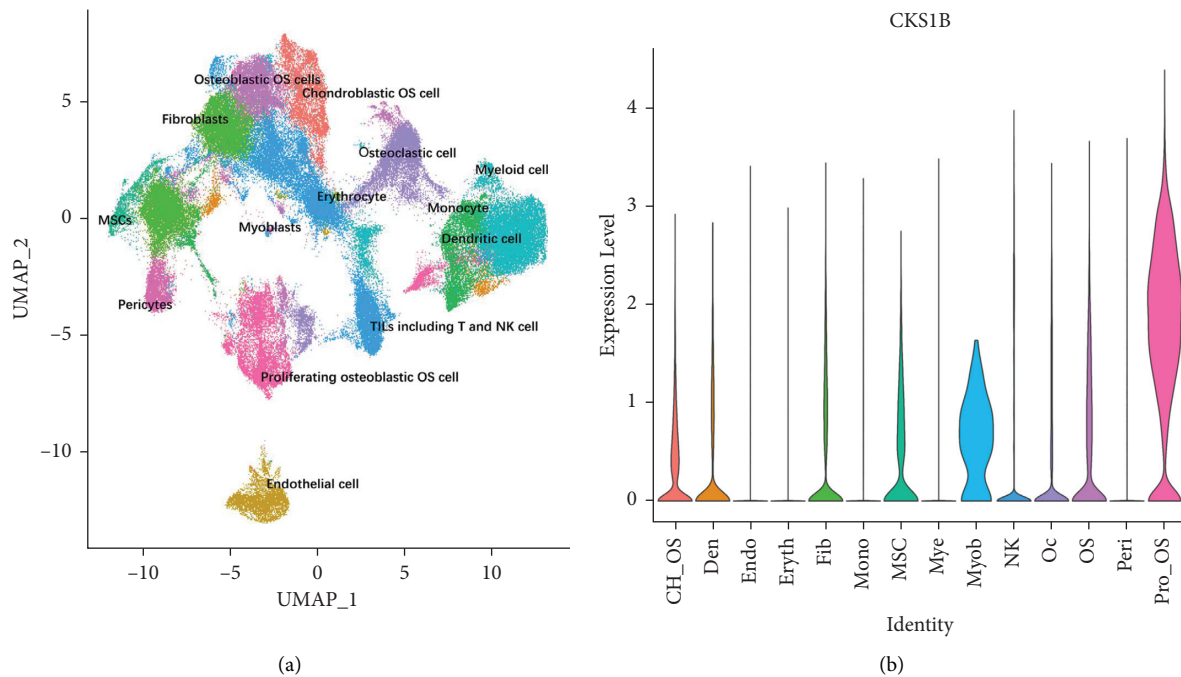 CKS1B
UMAP_2
5
0
−5
−10
Osteoblastic OS cells
Chondroblastic OS cell
Fibroblasts
Osteoclastic cell
Myeloid cell
Erythrocyte
Monocyte
MSCs
Myoblasts
Dendritic cell
Pericytes
TILs including T and NK cell
Proliferating osteoblastic OS cell
Endothelial cell
−10
−5
0
5
10
UMAP_1
(a)
Expression Level
4
3
2
1
0
CH_OS
Den
Endo
Eryth
Fib
Mono
MSC
Mye
Myob
NK
Oc
OS
Peri
Pro_OS
Identity
(b)